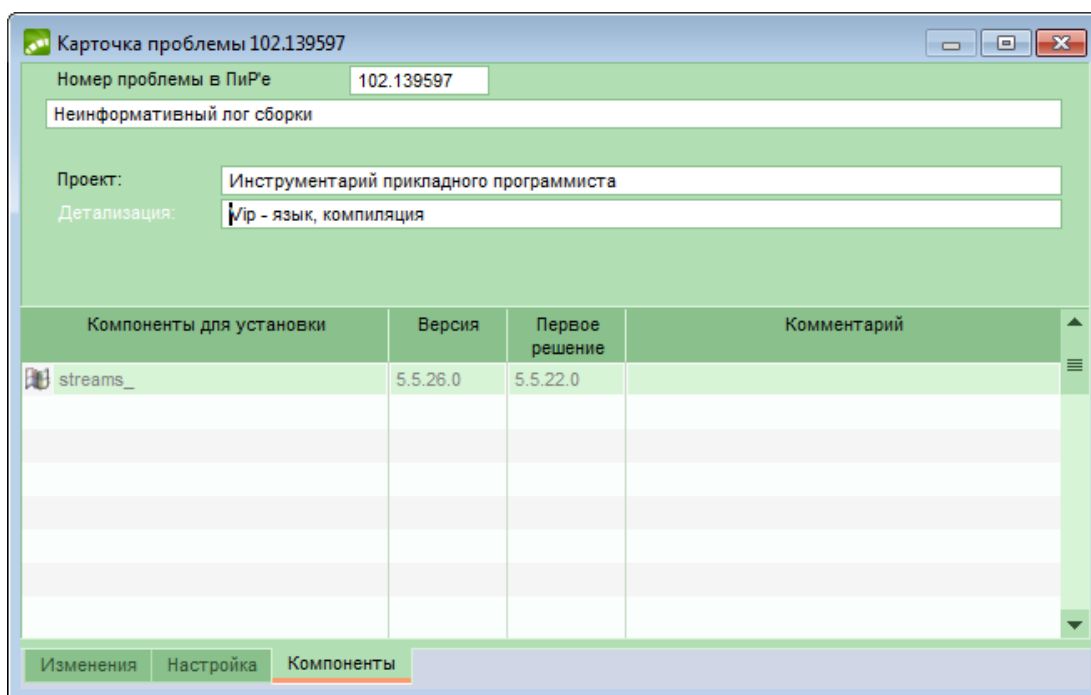 Карточка проблемы 102.139597
Номер проблемы в ПиР'е 102.139597
Неинформативный лог сборки
Проект: Инструментарий прикладного программиста
Детализация: Vip - язык, компиляция
Компоненты для установки Версия Первое решение Комментарий
streams_ 5.5.26.0 5.5.22.0
Изменения Настройка Компоненты